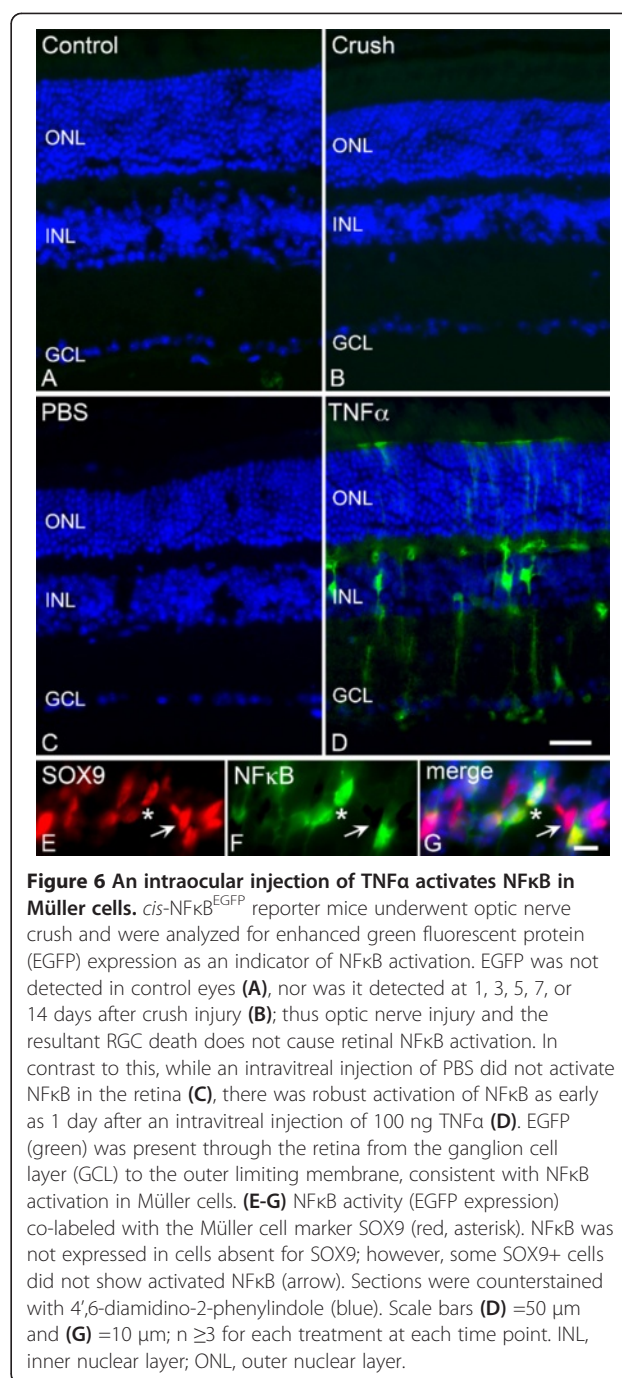 Control
Crush
ONL
ONL
INL
INL
GCL
GCL
A
B
PBS
TNFα
ONL
ONL
INL
INL
GCL
GCL
C
D
SOX9
NFκB
merge
*
*
*
E
F
G
Figure 6 An intraocular injection of TNFα activates NFκB in
Müller cells. cis-NFκB^EGFP reporter mice underwent optic nerve
crush and were analyzed for enhanced green fluorescent protein
(EGFP) expression as an indicator of NFκB activation. EGFP was not
detected in control eyes (A), nor was it detected at 1, 3, 5, 7, or
14 days after crush injury (B); thus optic nerve injury and the
resultant RGC death does not cause retinal NFκB activation. In
contrast to this, while an intravitreal injection of PBS did not activate
NFκB in the retina (C), there was robust activation of NFκB as early
as 1 day after an intravitreal injection of 100 ng TNFα (D). EGFP
(green) was present through the retina from the ganglion cell
layer (GCL) to the outer limiting membrane, consistent with NFκB
activation in Müller cells. (E-G) NFκB activity (EGFP expression)
co-labeled with the Müller cell marker SOX9 (red, asterisk). NFκB was
not expressed in cells absent for SOX9; however, some SOX9+ cells
did not show activated NFκB (arrow). Sections were counterstained
with 4′,6-diamidino-2-phenylindole (blue). Scale bars (D) =50 μm
and (G) =10 μm; n ≥3 for each treatment at each time point. INL,
inner nuclear layer; ONL, outer nuclear layer.